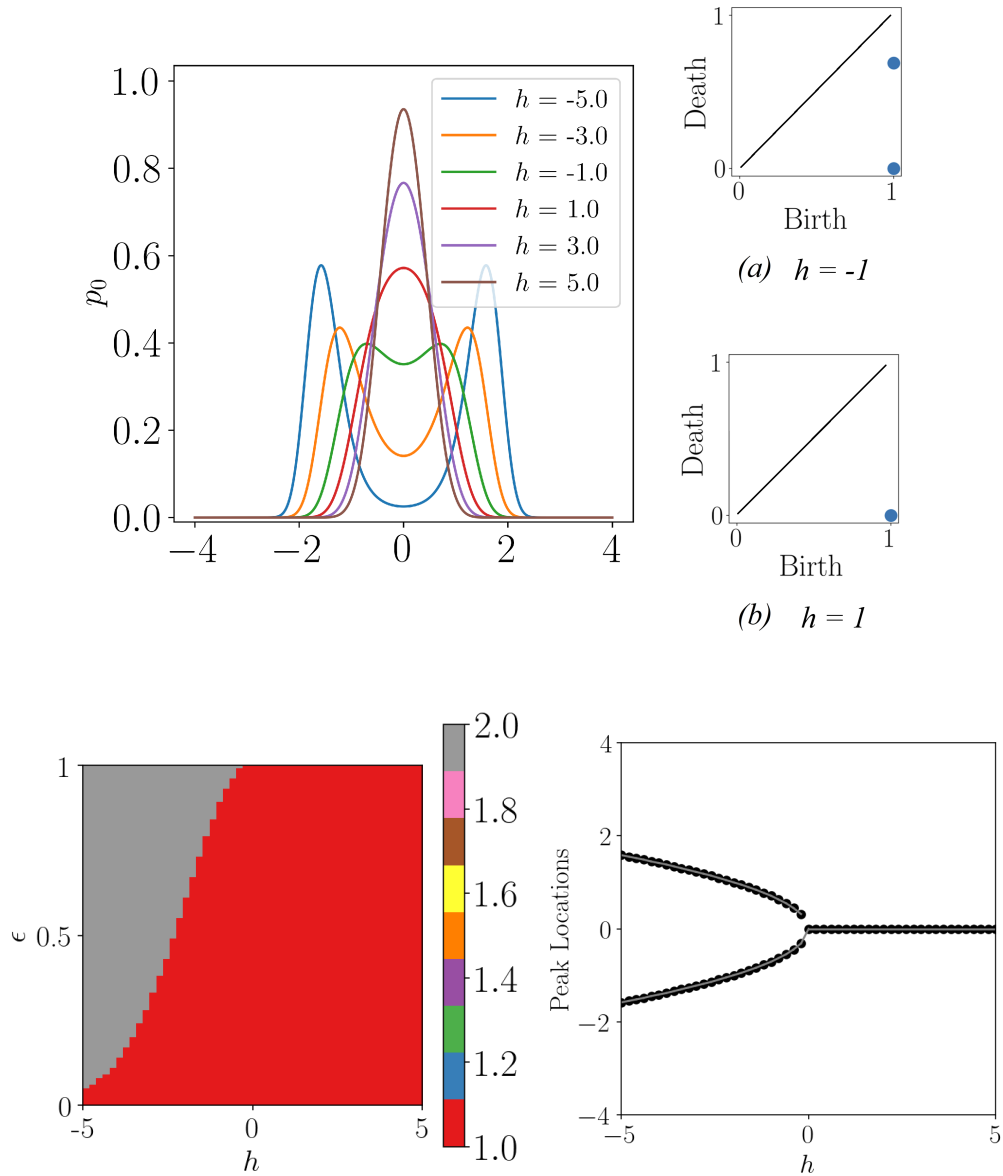 1.0
0.8
0.6
0.4
0.2
0.0
p₀
−4
−2
0
2
4
h = -5.0
h = -3.0
h = -1.0
h = 1.0
h = 3.0
h = 5.0
1
Death
0
0
1
Birth
(a) h = -1
1
Death
0
0
1
Birth
(b) h = 1
1
0.5
0
ϵ
-5
0
5
h
2.0
1.8
1.6
1.4
1.2
1.0
4
2
0
−2
−4
Peak Locations
−5
0
5
h